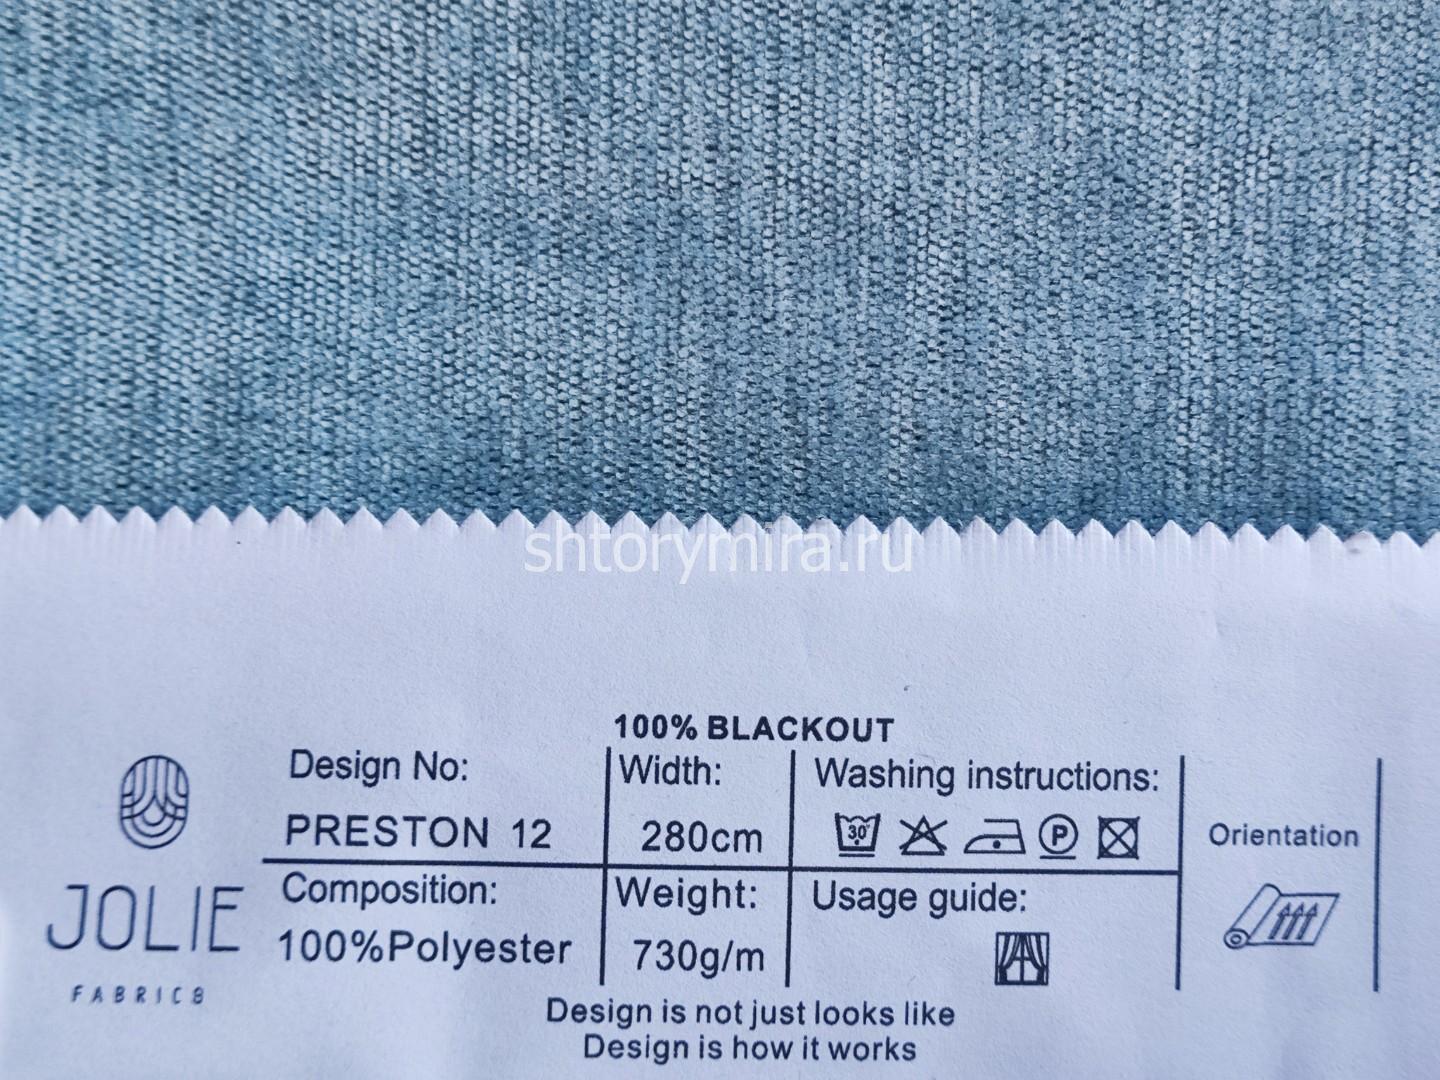 shtorymira.ru
100% BLACKOUT
Design No:
PRESTON 12
Width:
280cm
Washing instructions:
30°
P
Orientation
Composition:
100%Polyester
Weight:
730g/m
Usage guide:
JOLIE
FABRICS
Design is not just looks like
Design is how it works